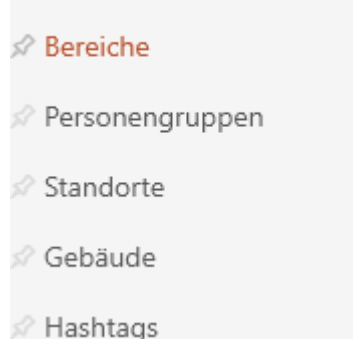 Bereiche
Personengruppen
Standorte
Gebäude
Hashtags